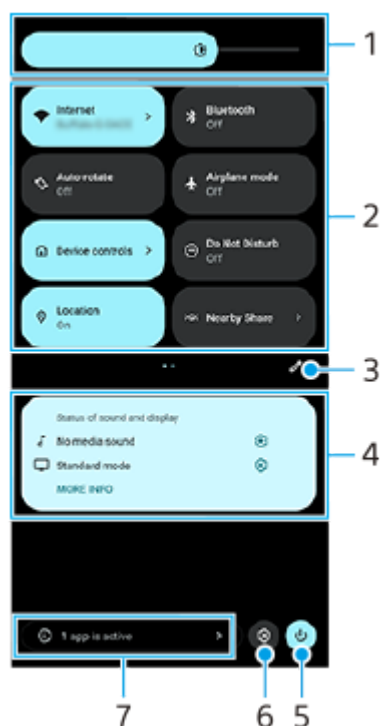 1
Internet
Bluetooth
Off
Auto-rotate
Off
Airplane mode
Off
2
Device controls
Do Not Disturb
Off
Location
On
Nearby Share
3
Status of sound and display
No media sound
Standard mode
MORE INFO
4
1 app is active
7
6
5